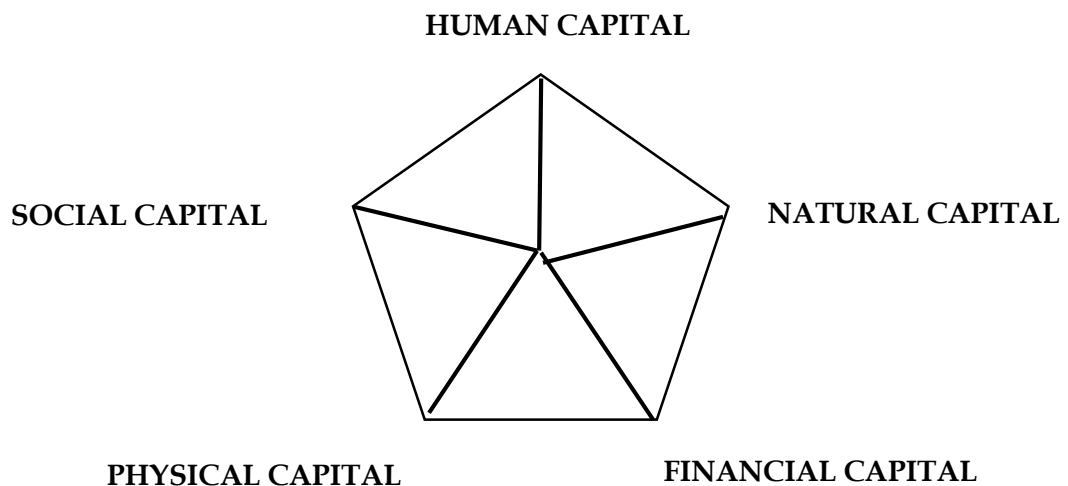 HUMAN CAPITAL
SOCIAL CAPITAL
NATURAL CAPITAL
PHYSICAL CAPITAL
FINANCIAL CAPITAL